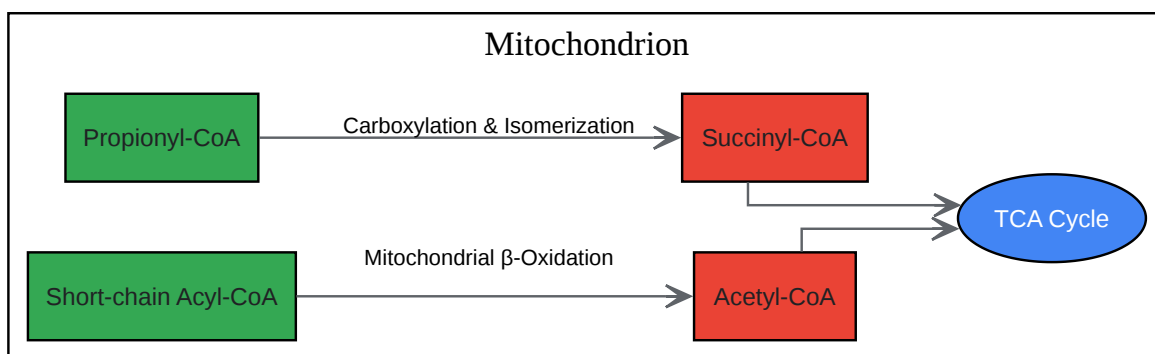 Mitochondrion
Propionyl-CoA
Carboxylation & Isomerization
Succinyl-CoA
TCA Cycle
Mitochondrial β-Oxidation
Short-chain Acyl-CoA
Acetyl-CoA